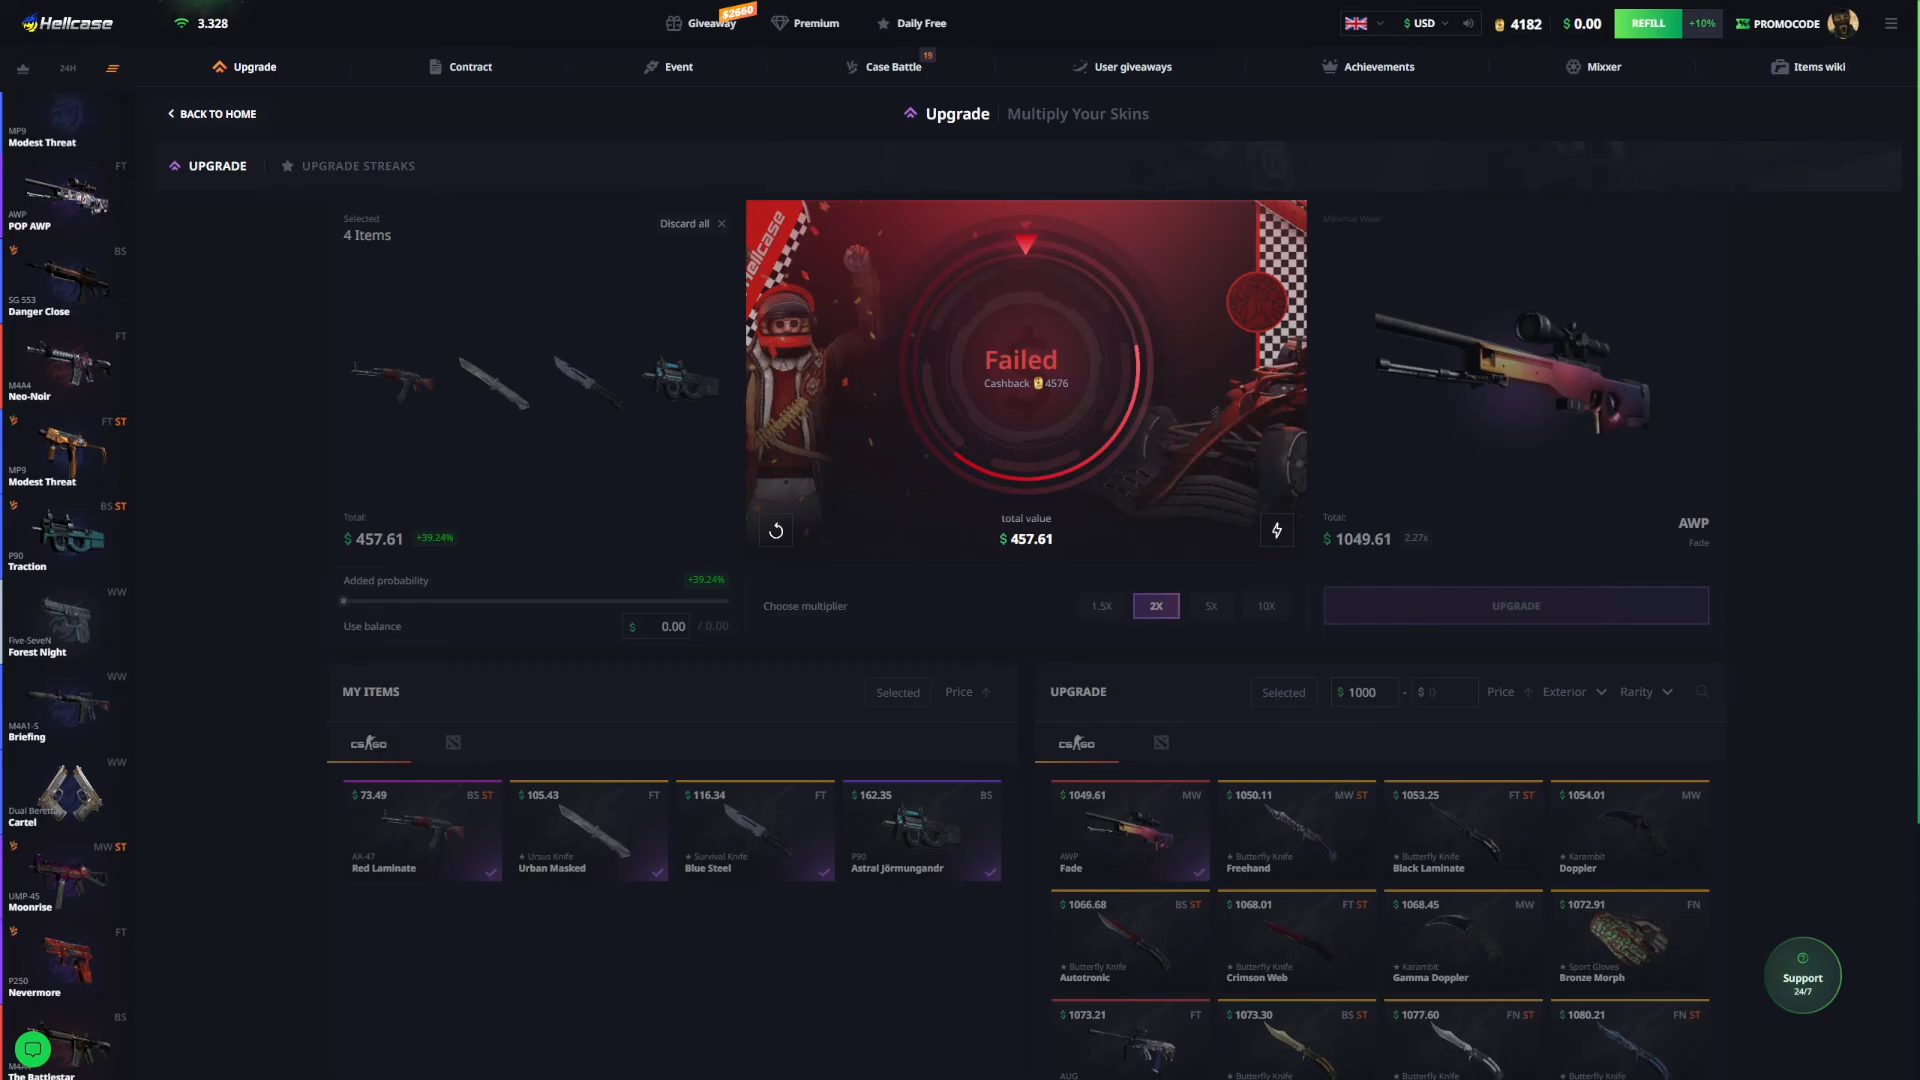 Hellcase
3.328
Giveaway
$2660
Premium
Daily Free
$ USD
4182
$ 0.00
REFILL
+10%
PROMOCODE
24H
Upgrade
Contract
Event
Case Battle
19
User giveaways
Achievements
Mixxer
Items wiki
BACK TO HOME
Upgrade
Multiply Your Skins
UPGRADE
UPGRADE STREAKS
MP9
Modest Threat
FT
AWP
POP AWP
BS
SG 553
Danger Close
FT
M4A4
Neo-Noir
FT ST
MP9
Modest Threat
BS ST
P90
Traction
WW
Five-SeveN
Forest Night
WW
M4A1-S
Briefing
WW
Dual Berettas
Cartel
MW ST
UMP-45
Moonrise
FT
P250
Nevermore
BS
The Battlestar
Selected
4 Items
Discard all
Total:
$ 457.61
+39.24%
hellcase
Failed
Cashback 4576
total value
$ 457.61
Minimal Wear
Total:
$ 1049.61
2.27x
AWP
Fade
Added probability
+39.24%
Use balance
$ 0.00
/ 0.00
Choose multiplier
1.5X
2X
5X
10X
UPGRADE
MY ITEMS
Selected
Price
CS:GO
$ 73.49
BS ST
AK-47
Red Laminate
$ 105.43
FT
★ Ursus Knife
Urban Masked
$ 116.34
FT
★ Survival Knife
Blue Steel
$ 162.35
BS
P90
Astral Jörmungandr
UPGRADE
Selected
$ 1000
-
$ 0
Price
Exterior
Rarity
CS:GO
$ 1049.61
MW
AWP
Fade
$ 1050.11
MW ST
★ Butterfly Knife
Freehand
$ 1053.25
FT ST
★ Butterfly Knife
Black Laminate
$ 1054.01
MW
★ Karambit
Doppler
$ 1066.68
BS ST
★ Butterfly Knife
Autotronic
$ 1068.01
FT ST
★ Butterfly Knife
Crimson Web
$ 1068.45
MW
★ Karambit
Gamma Doppler
$ 1072.91
FN
★ Sport Gloves
Bronze Morph
$ 1073.21
FT
AUG
$ 1073.30
BS ST
★ Butterfly Knife
$ 1077.60
FN ST
★ Butterfly Knife
$ 1080.21
FN ST
★ Butterfly Knife
Support
24/7